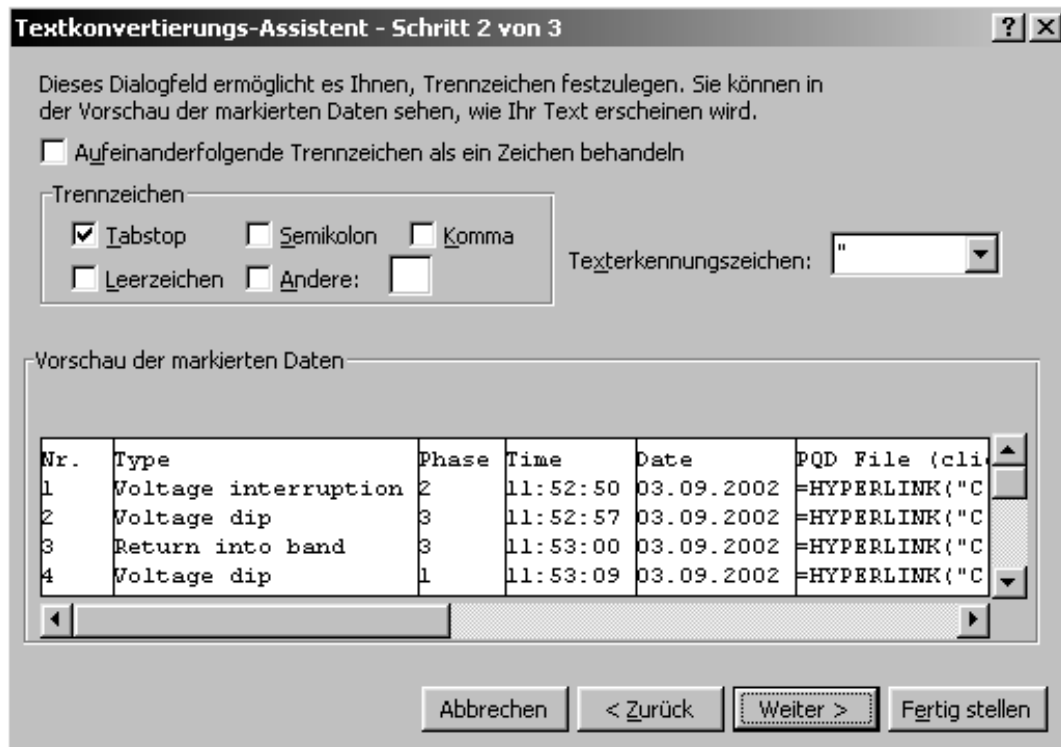 Textkonvertierungs-Assistent - Schritt 2 von 3
Dieses Dialogfeld ermöglicht es Ihnen, Trennzeichen festzulegen. Sie können in
der Vorschau der markierten Daten sehen, wie Ihr Text erscheinen wird.
Aufeinanderfolgende Trennzeichen als ein Zeichen behandeln
Trennzeichen
Tabstop Semikolon Komma
Leerzeichen Andere:
Texterkennungszeichen: "
Vorschau der markierten Daten
Nr. Type Phase Time Date PQD File (clic
1 Voltage interruption 2 11:52:50 03.09.2002 =HYPERLINK("C
2 Voltage dip 3 11:52:57 03.09.2002 =HYPERLINK("C
3 Return into band 3 11:53:00 03.09.2002 =HYPERLINK("C
4 Voltage dip 1 11:53:09 03.09.2002 =HYPERLINK("C
Abbrechen < Zurück Weiter > Fertig stellen